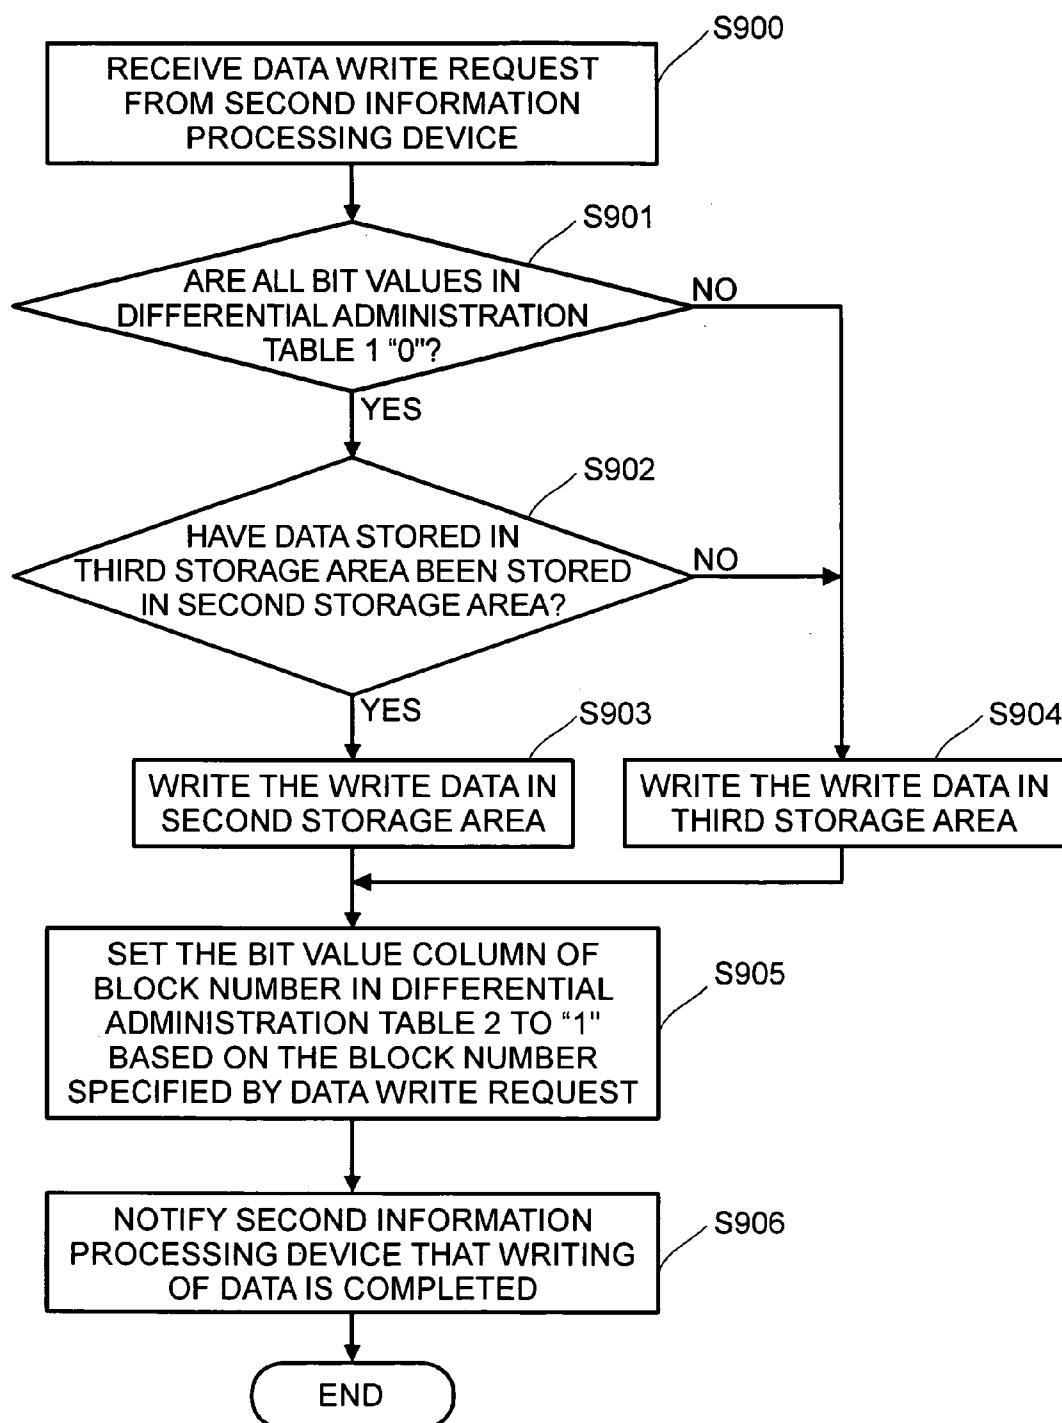 S900
RECEIVE DATA WRITE REQUEST
FROM SECOND INFORMATION
PROCESSING DEVICE
S901
ARE ALL BIT VALUES IN
DIFFERENTIAL ADMINISTRATION
TABLE 1 “0"?
NO
YES
S902
HAVE DATA STORED IN
THIRD STORAGE AREA BEEN STORED
IN SECOND STORAGE AREA?
NO
YES
S903
WRITE THE WRITE DATA IN
SECOND STORAGE AREA
S904
WRITE THE WRITE DATA IN
THIRD STORAGE AREA
SET THE BIT VALUE COLUMN OF
BLOCK NUMBER IN DIFFERENTIAL
ADMINISTRATION TABLE 2 TO “1"
BASED ON THE BLOCK NUMBER
SPECIFIED BY DATA WRITE REQUEST
S905
NOTIFY SECOND INFORMATION
PROCESSING DEVICE THAT WRITING
OF DATA IS COMPLETED
S906
END